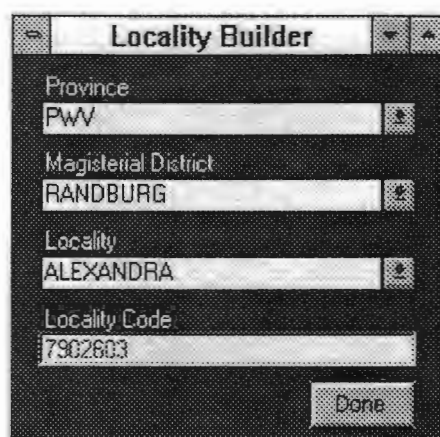 Locality Builder
Province
PWV
Magisterial District
RANDBURG
Locality
ALEXANDRA
Locality Code
7902603
Done